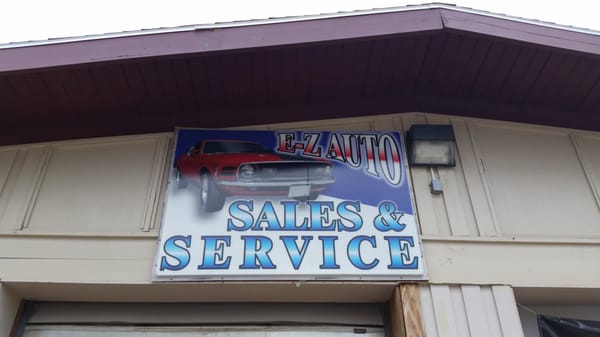 E-Z AUTO
SALES &
SERVICE